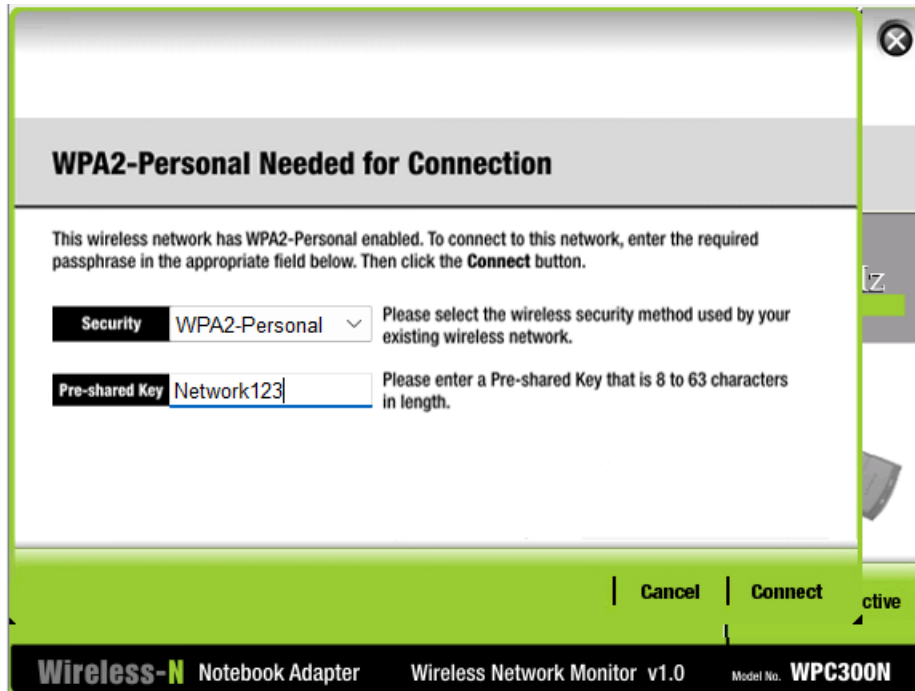 WPA2-Personal Needed for Connection
This wireless network has WPA2-Personal enabled. To connect to this network, enter the required
passphrase in the appropriate field below. Then click the Connect button.
Security
WPA2-Personal
Please select the wireless security method used by your
existing wireless network.
Pre-shared Key
Network123
Please enter a Pre-shared Key that is 8 to 63 characters
in length.
Cancel
Connect
Wireless-N Notebook Adapter Wireless Network Monitor v1.0 Model No. WPC300N